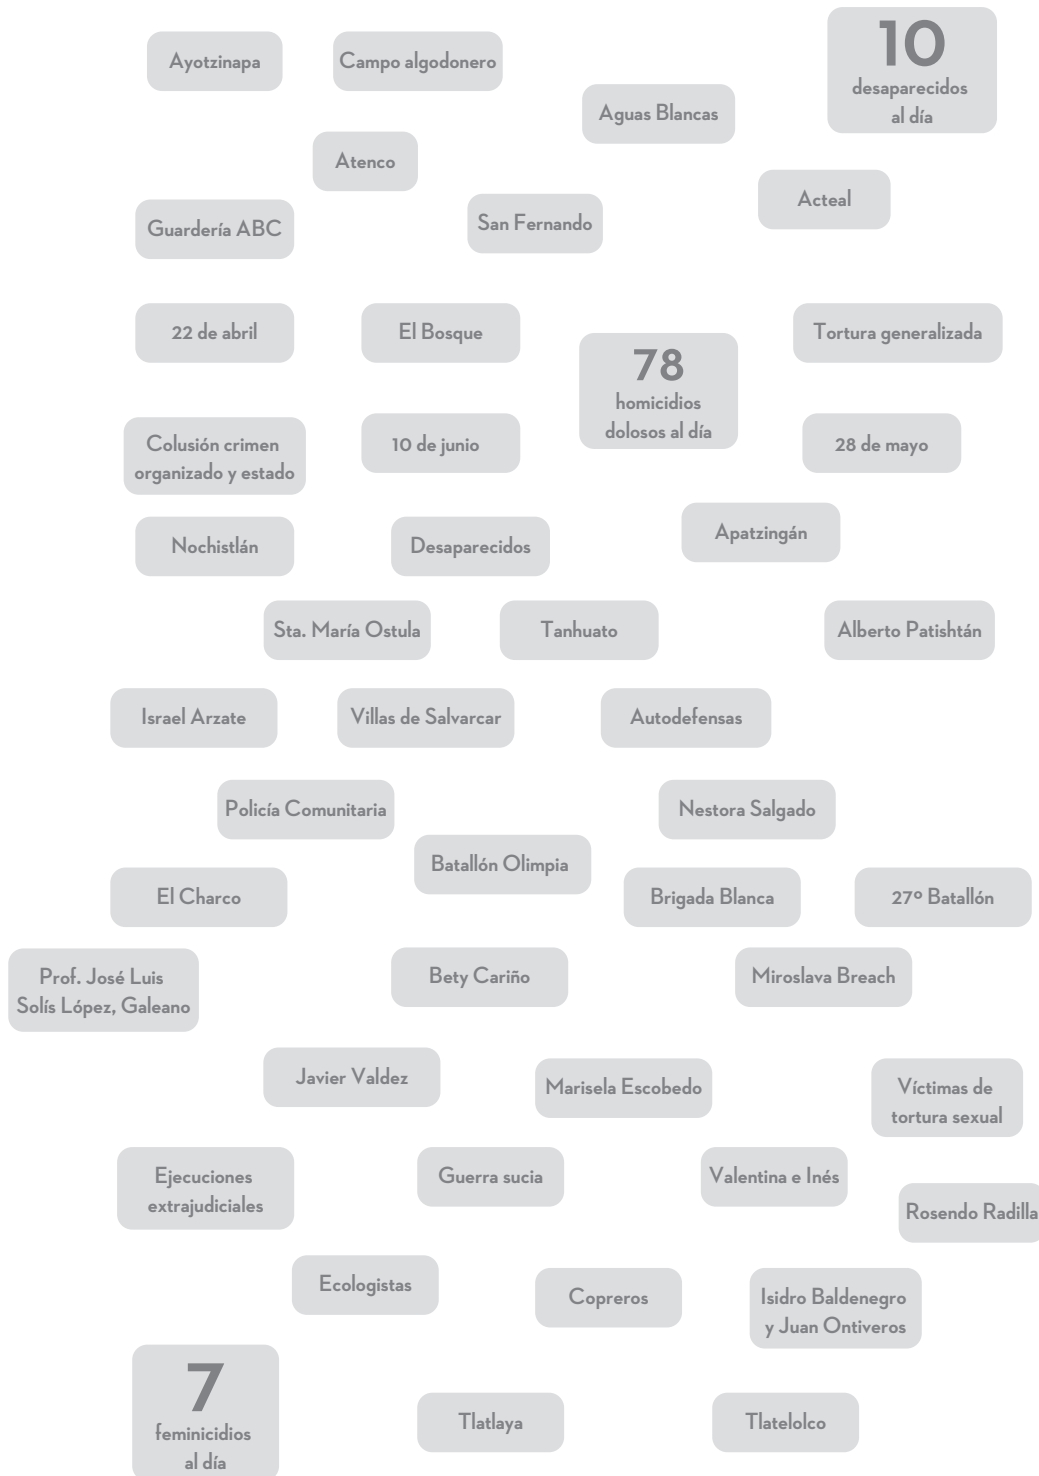 Ayotzinapa
Campo algodonero
10
desaparecidos
al día
Aguas Blancas
Atenco
Acteal
Guardería ABC
San Fernando
22 de abril
El Bosque
Tortura generalizada
78
homicidios
dolosos al día
Colusión crimen
organizado y estado
10 de junio
28 de mayo
Nochistlán
Desaparecidos
Apatzingán
Sta. María Ostula
Tanhuato
Alberto Patishtán
Israel Arzate
Villas de Salvarcar
Autodefensas
Policía Comunitaria
Nestora Salgado
Batallón Olimpia
El Charco
Brigada Blanca
27º Batallón
Prof. José Luis
Solís López, Galeano
Bety Cariño
Miroslava Breach
Javier Valdez
Marisela Escobedo
Víctimas de
tortura sexual
Ejecuciones
extrajudiciales
Guerra sucia
Valentina e Inés
Rosendo Radilla
Ecologistas
Copreros
Isidro Baldenegro
y Juan Ontiveros
7
feminicidios
al día
Tlatlaya
Tlatelolco